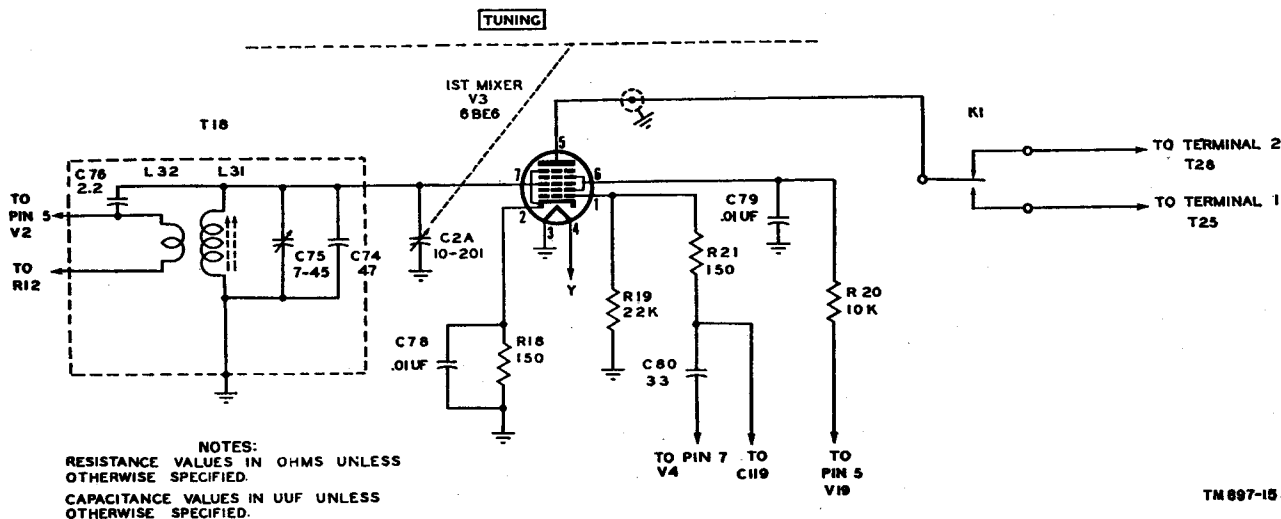 TUNING
1ST MIXER
V3
6BE6
T18
K1
C76
2.2
L32
L31
TO
PIN 5
V2
TO
R12
C75
7-45
C74
47
C2A
10-201
5
7
6
2
1
3
4
Y
C79
.01UF
TO TERMINAL 2
T28
TO TERMINAL 1
T25
R21
150
R19
22K
R20
10K
C78
.01UF
R18
150
C80
33
TO PIN 7
V4
TO
C119
TO
PIN 5
V19
NOTES:
RESISTANCE VALUES IN OHMS UNLESS
OTHERWISE SPECIFIED.
CAPACITANCE VALUES IN UUF UNLESS
OTHERWISE SPECIFIED.
TM 897-15